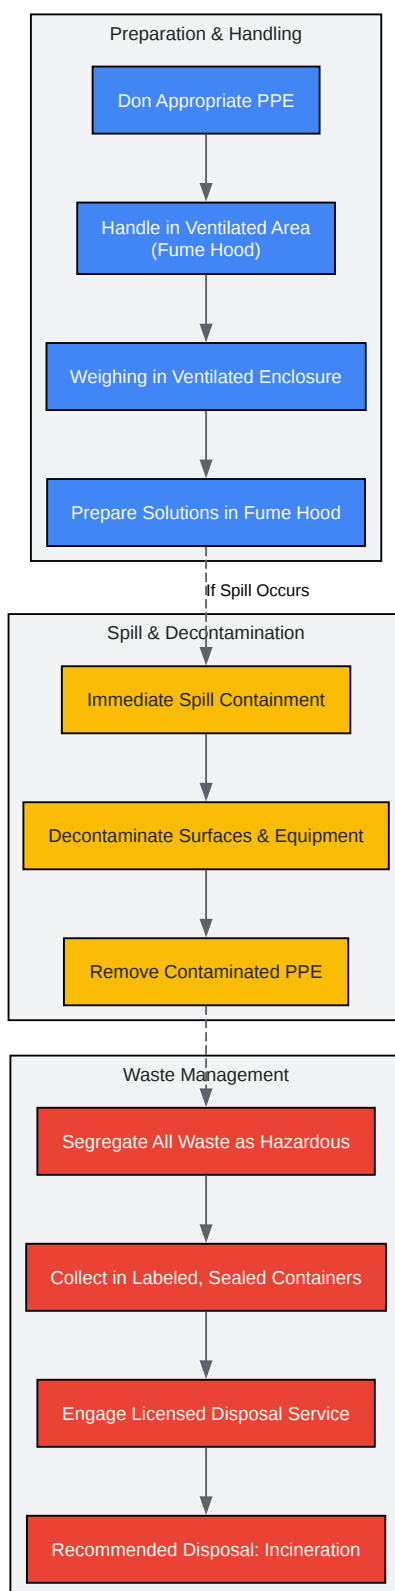 Preparation & Handling
Don Appropriate PPE
Handle in Ventilated Area
(Fume Hood)
Weighing in Ventilated Enclosure
Prepare Solutions in Fume Hood
If Spill Occurs
Spill & Decontamination
Immediate Spill Containment
Decontaminate Surfaces & Equipment
Remove Contaminated PPE
Waste Management
Segregate All Waste as Hazardous
Collect in Labeled, Sealed Containers
Engage Licensed Disposal Service
Recommended Disposal: Incineration